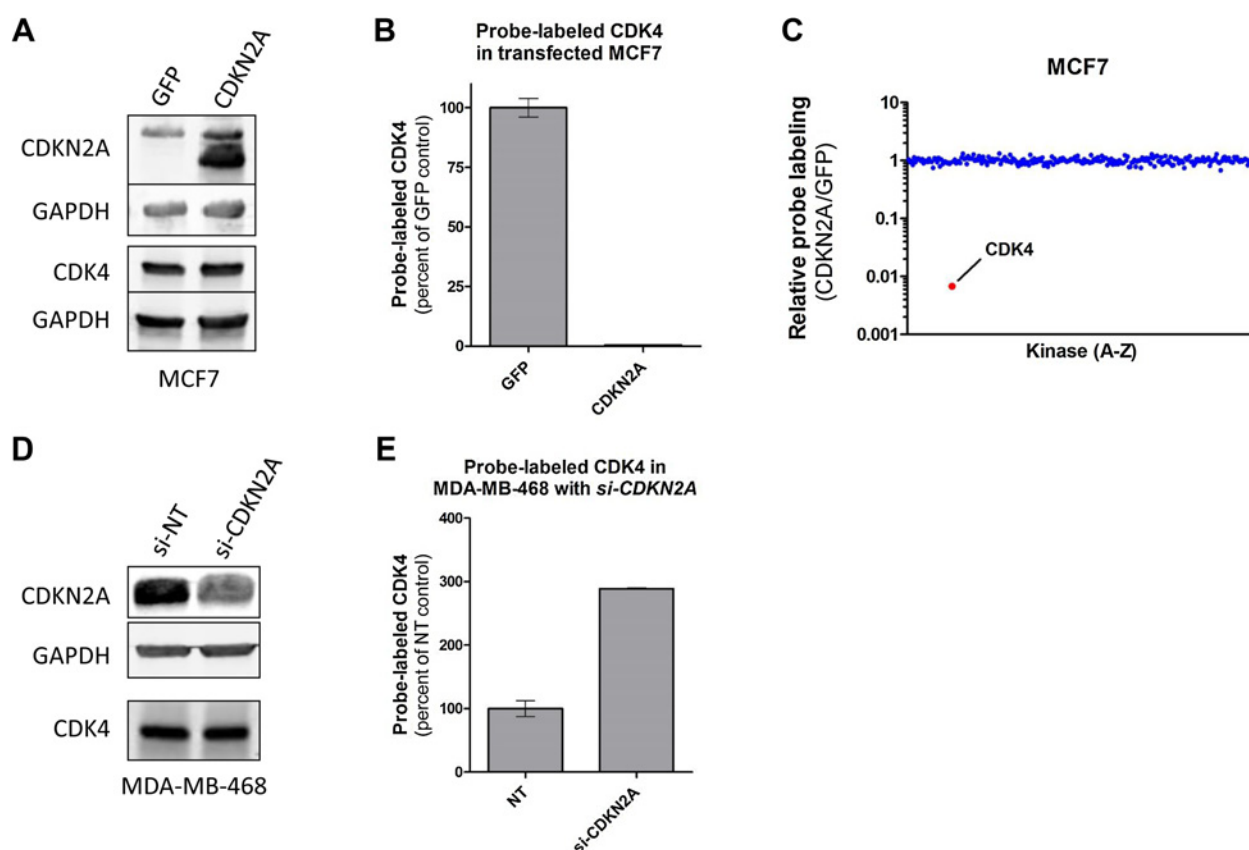 A
GFP
CDKN2A
CDKN2A
GAPDH
CDK4
GAPDH
MCF7
B
Probe-labeled CDK4
in transfected MCF7
Probe-labeled CDK4
(percent of GFP control)
100
75
50
25
0
GFP
CDKN2A
C
MCF7
Relative probe labeling
(CDKN2A/GFP)
10
1
0.1
0.01
0.001
CDK4
Kinase (A-Z)
D
si-NT
si-CDKN2A
CDKN2A
GAPDH
CDK4
MDA-MB-468
E
Probe-labeled CDK4 in
MDA-MB-468 with si-CDKN2A
Probe-labeled CDK4
(percent of NT control)
400
300
200
100
0
NT
si-CDKN2A